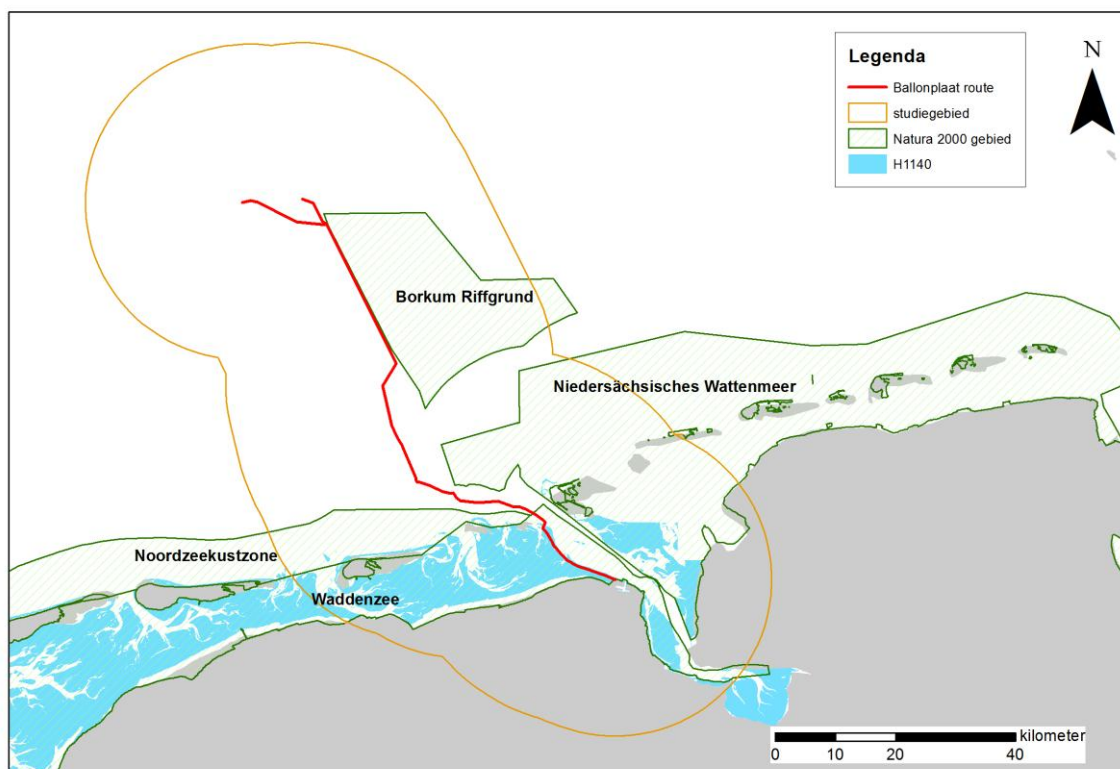 Legenda
Ballonplaat route
studiegebied
Natura 2000 gebied
H1140
N
Borkum Riffgrund
Niedersächsisches Wattenmeer
Noordzeekustzone
Waddenzee
kilometer
0 10 20 40